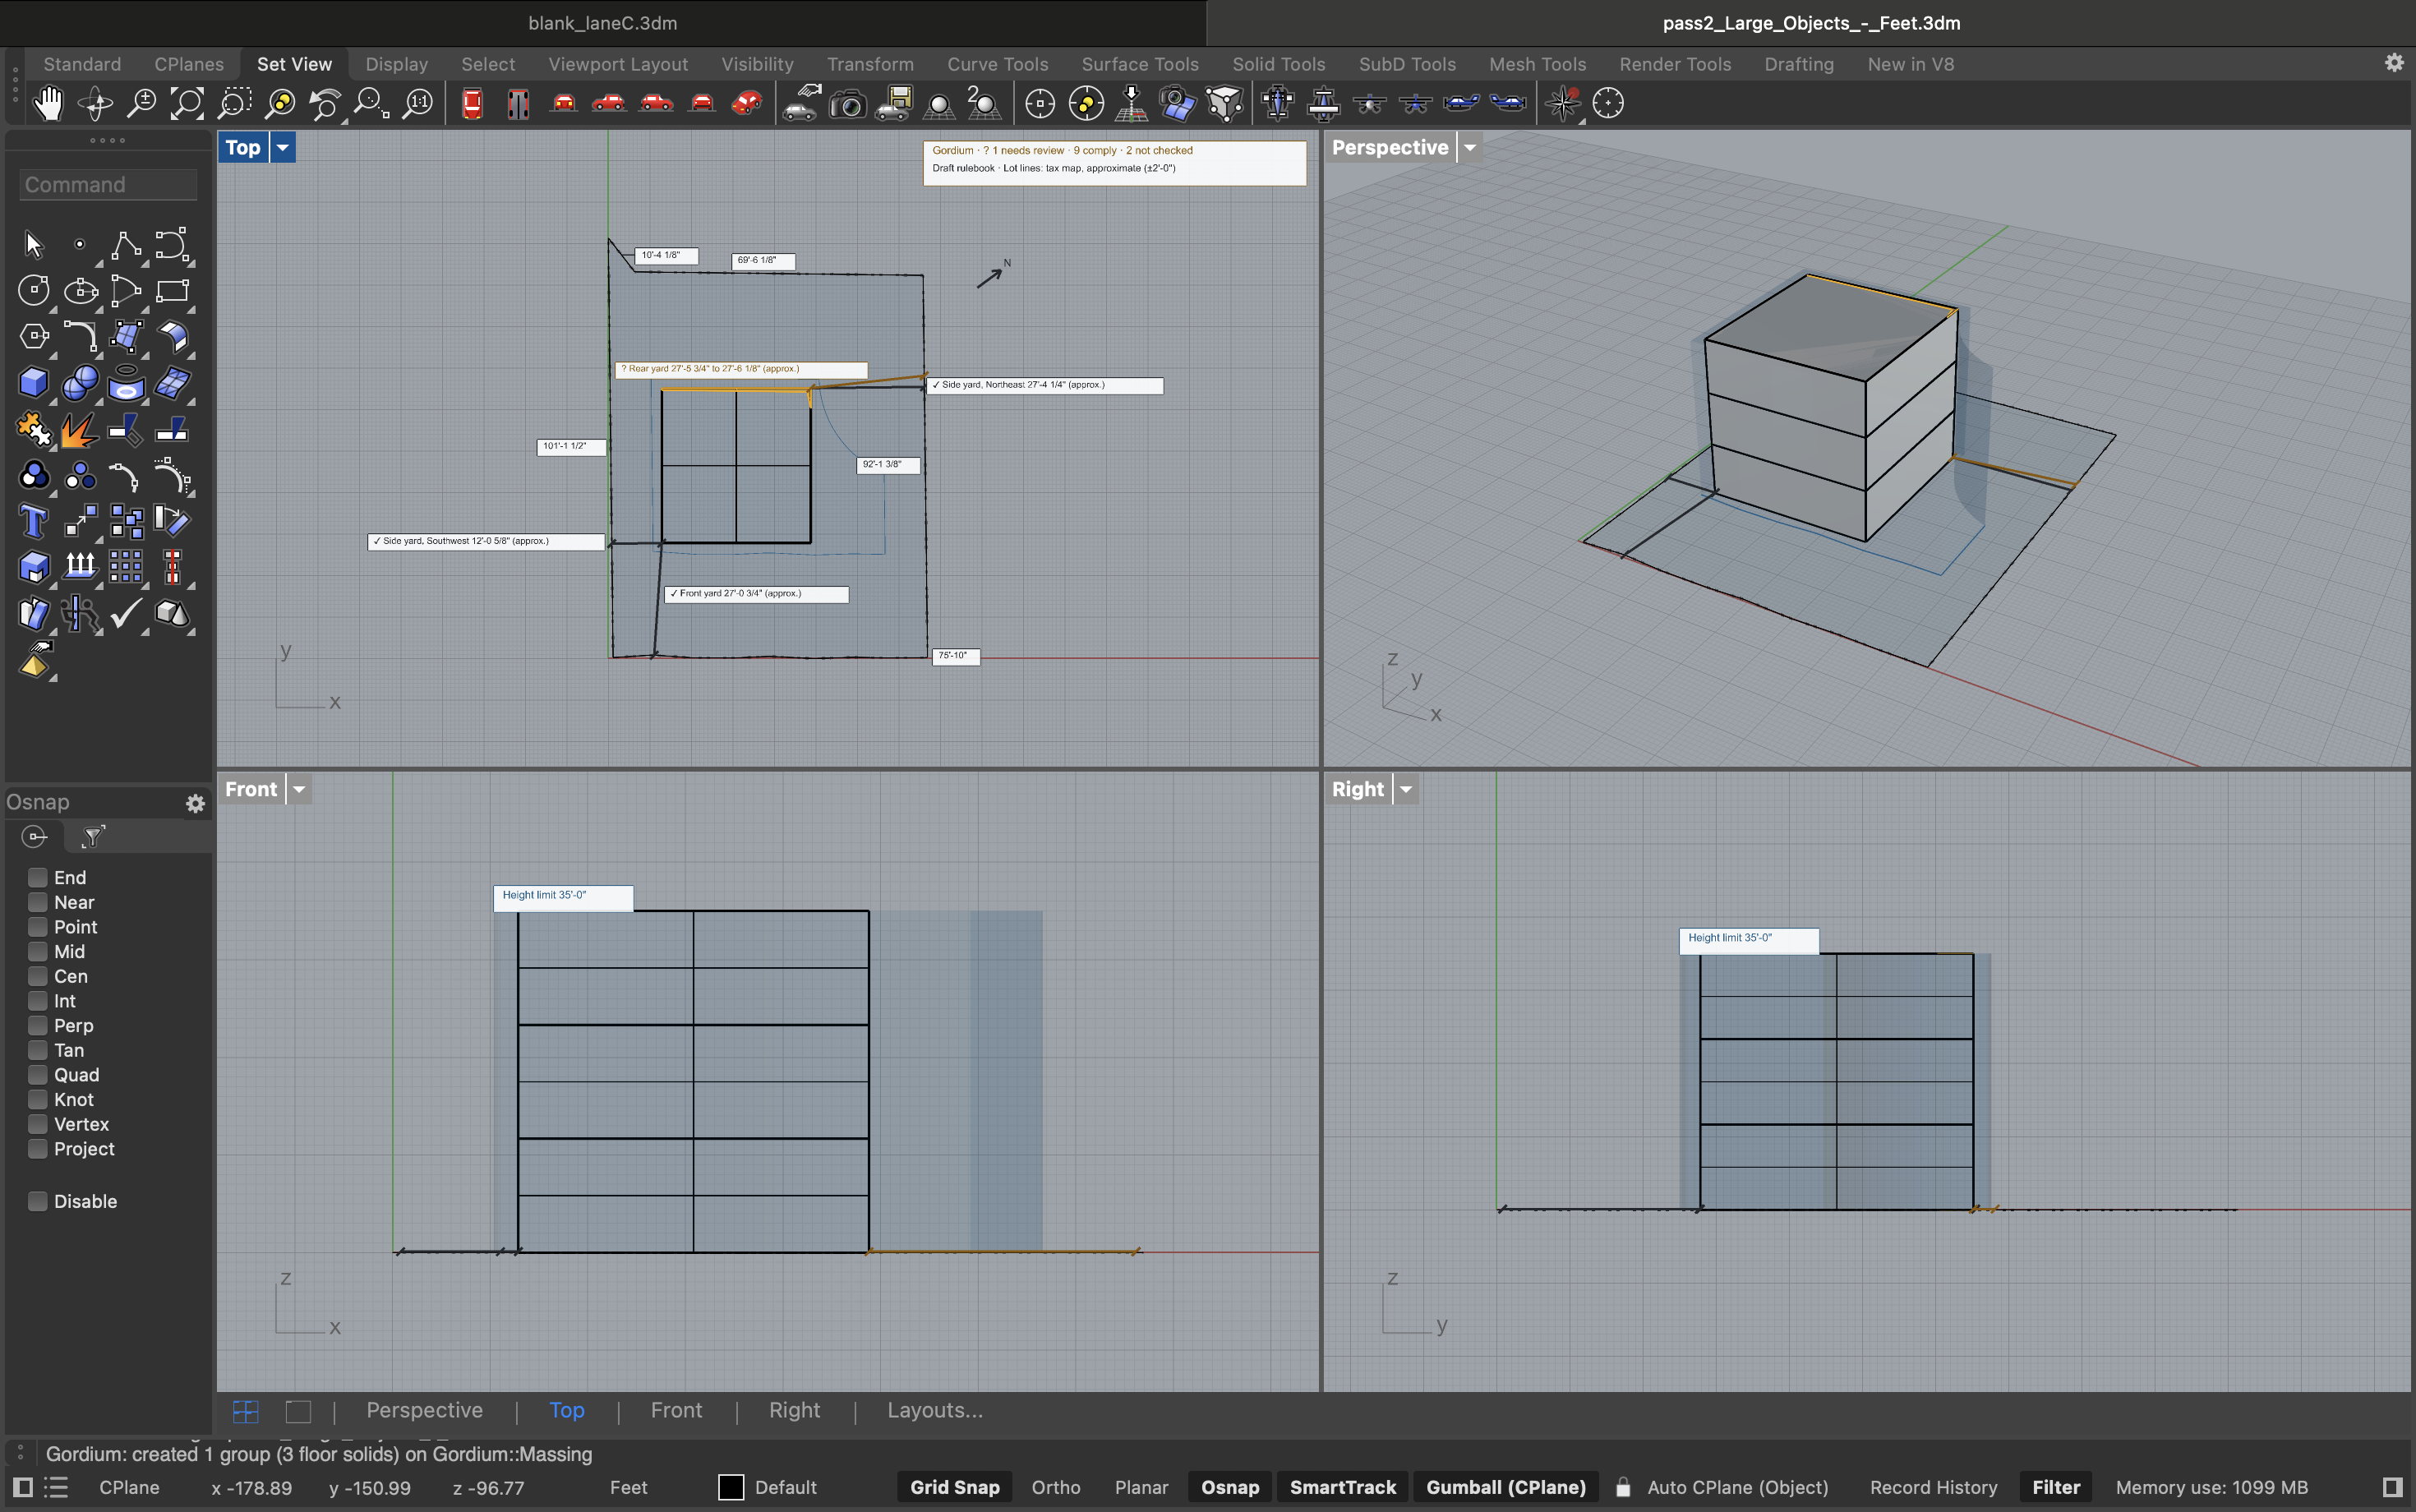 blank_laneC.3dm
pass2_Large_Objects_-_Feet.3dm
Standard
CPlanes
Set View
Display
Select
Viewport Layout
Visibility
Transform
Curve Tools
Surface Tools
Solid Tools
SubD Tools
Mesh Tools
Render Tools
Drafting
New in V8
1:1
2
Command
Top
Gordium · ? 1 needs review · 9 comply · 2 not checked
Draft rulebook · Lot lines: tax map, approximate (±2'-0")
10'-4 1/8"
69'-6 1/8"
N
? Rear yard 27'-5 3/4" to 27'-6 1/8" (approx.)
✓ Side yard, Northeast 27'-4 1/4" (approx.)
101'-1 1/2"
92'-1 3/8"
✓ Side yard, Southwest 12'-0 5/8" (approx.)
✓ Front yard 27'-0 3/4" (approx.)
75'-10"
y
x
Perspective
z
y
x
Osnap
End
Near
Point
Mid
Cen
Int
Perp
Tan
Quad
Knot
Vertex
Project
Disable
Front
Height limit 35'-0"
z
x
Right
Height limit 35'-0"
z
y
Perspective
Top
Front
Right
Layouts...
Gordium: created 1 group (3 floor solids) on Gordium::Massing
CPlane
x -178.89
y -150.99
z -96.77
Feet
Default
Grid Snap
Ortho
Planar
Osnap
SmartTrack
Gumball (CPlane)
Auto CPlane (Object)
Record History
Filter
Memory use: 1099 MB